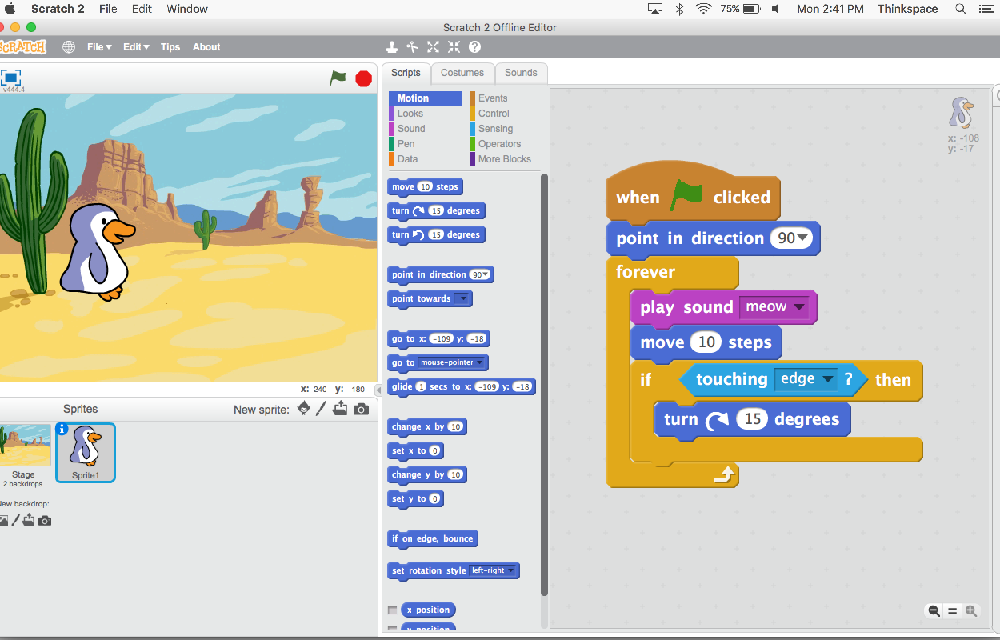 Scratch 2 File Edit Window 75% Mon 2:41 PM Thinkspace
Scratch 2 Offline Editor
SCRATCH File Edit Tips About
v444.4
Scripts Costumes Sounds
Motion Events
Looks Control
Sound Sensing
Pen Operators
Data More Blocks
move 10 steps
turn 15 degrees
turn 15 degrees
point in direction 90
point towards
go to x: -109 y: -18
go to mouse-pointer
glide 1 secs to x: -109 y: -18
change x by 10
set x to 0
change y by 10
set y to 0
if on edge, bounce
set rotation style left-right
x position
y position
x: -108
y: -17
when clicked
point in direction 90
forever
play sound meow
move 10 steps
if touching edge ? then
turn 15 degrees
x: 240 y: -180
Sprites New sprite:
Sprite1
Stage
2 backdrops
New backdrop: